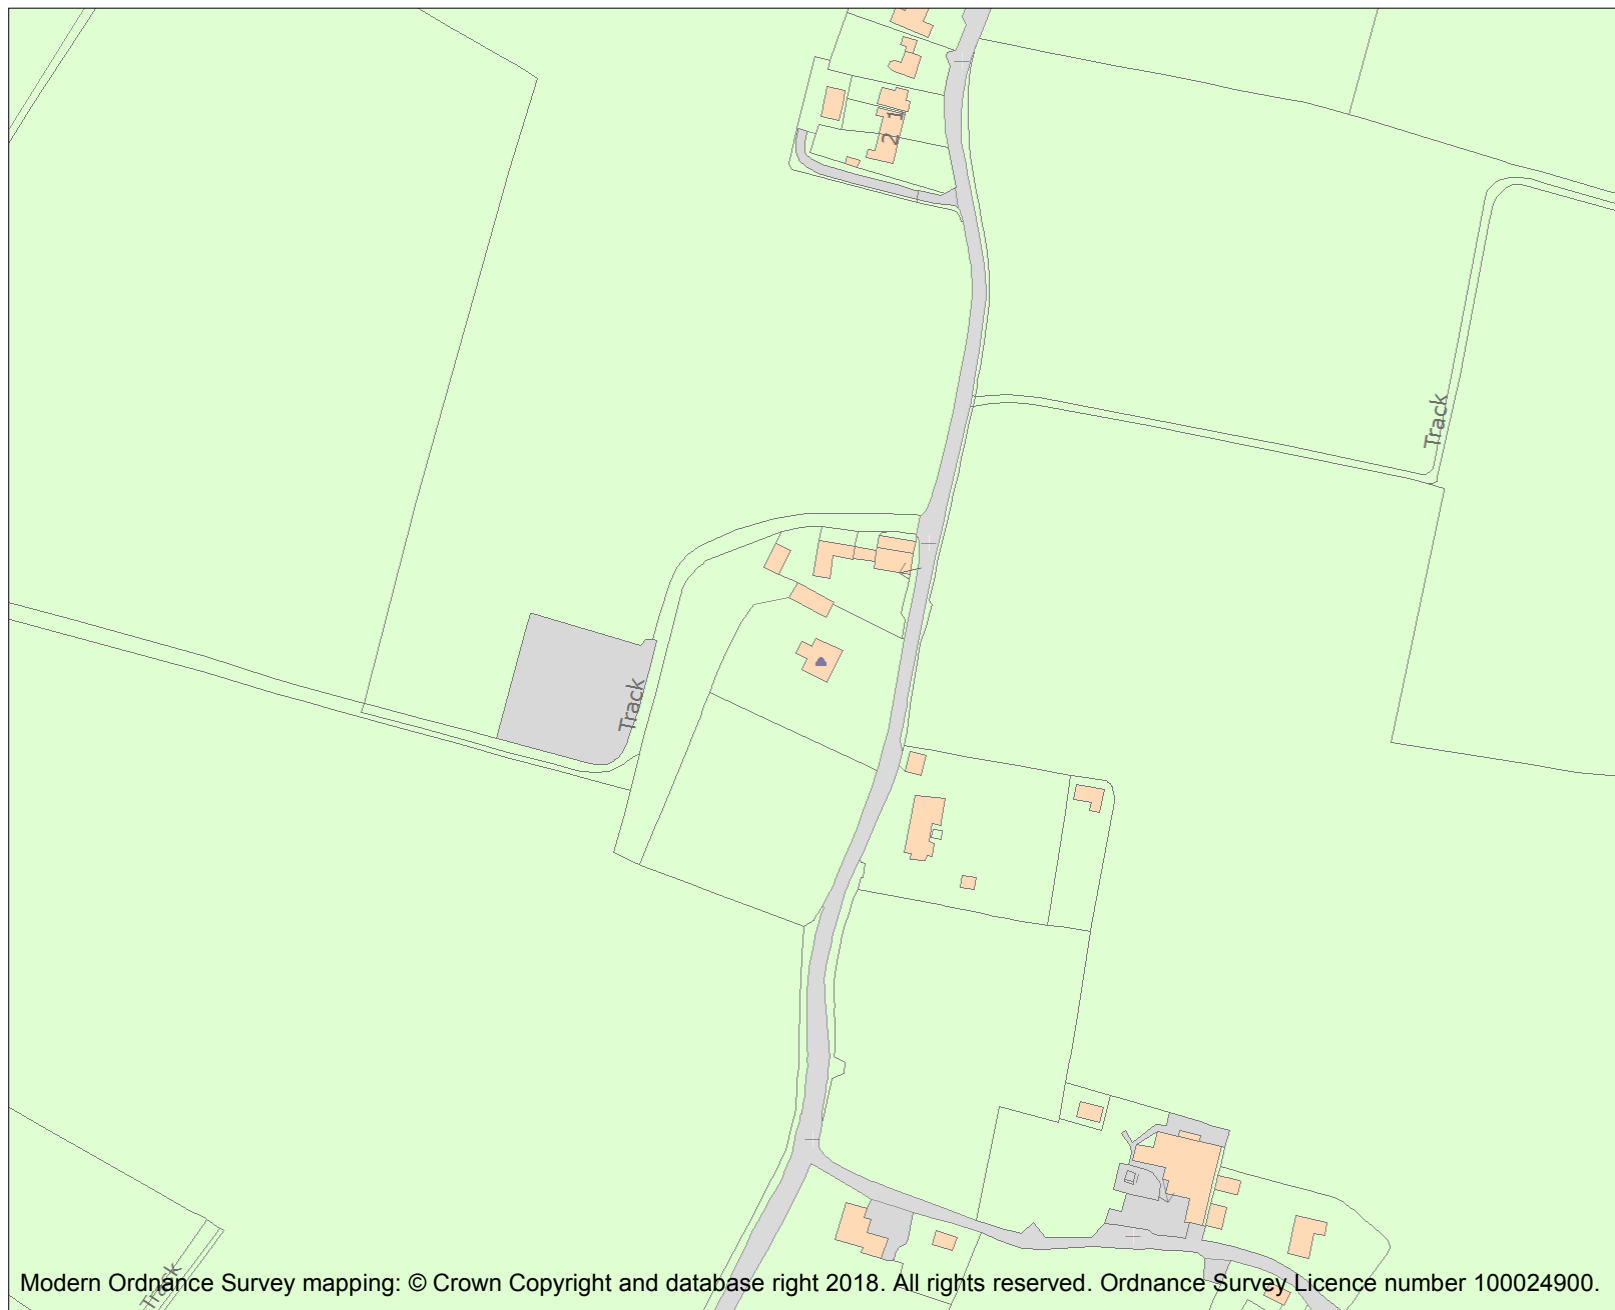 1
2
Track
Track
Track
Modern Ordnance Survey mapping: © Crown Copyright and database right 2018. All rights reserved. Ordnance Survey Licence number 100024900.